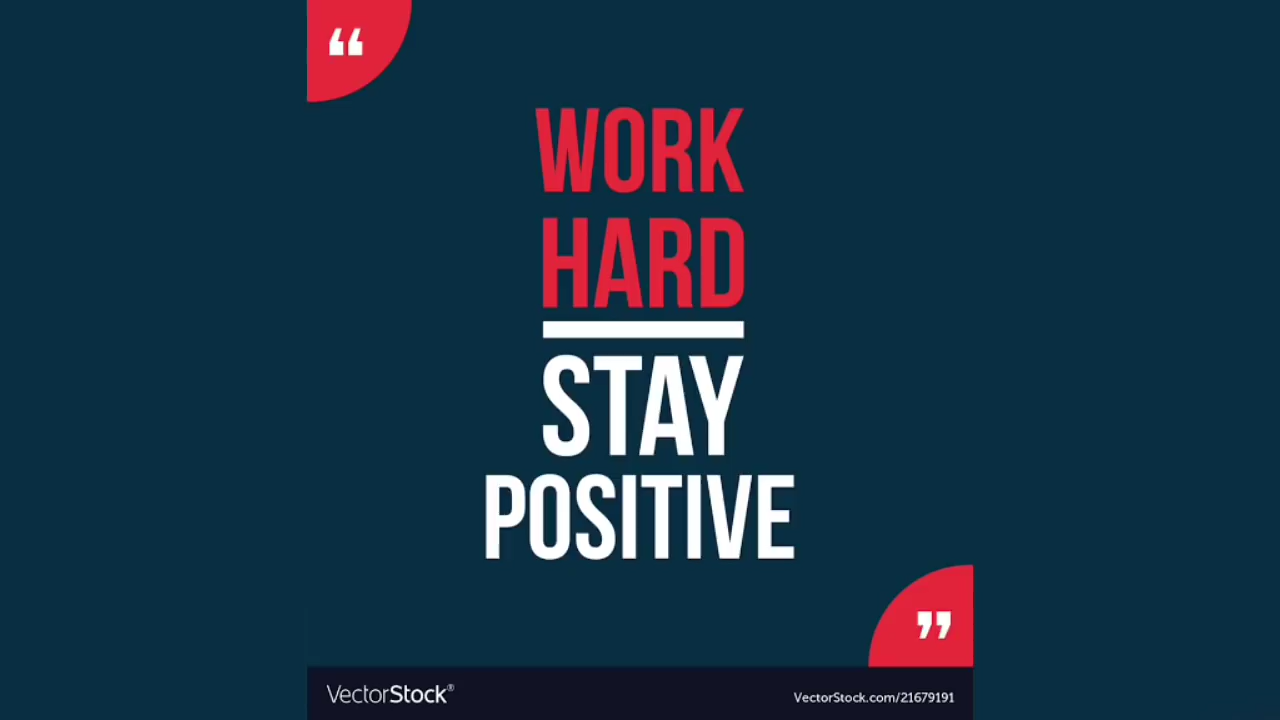 “
WORK
HARD
STAY
POSITIVE
”
VectorStock®
VectorStock.com/21679191